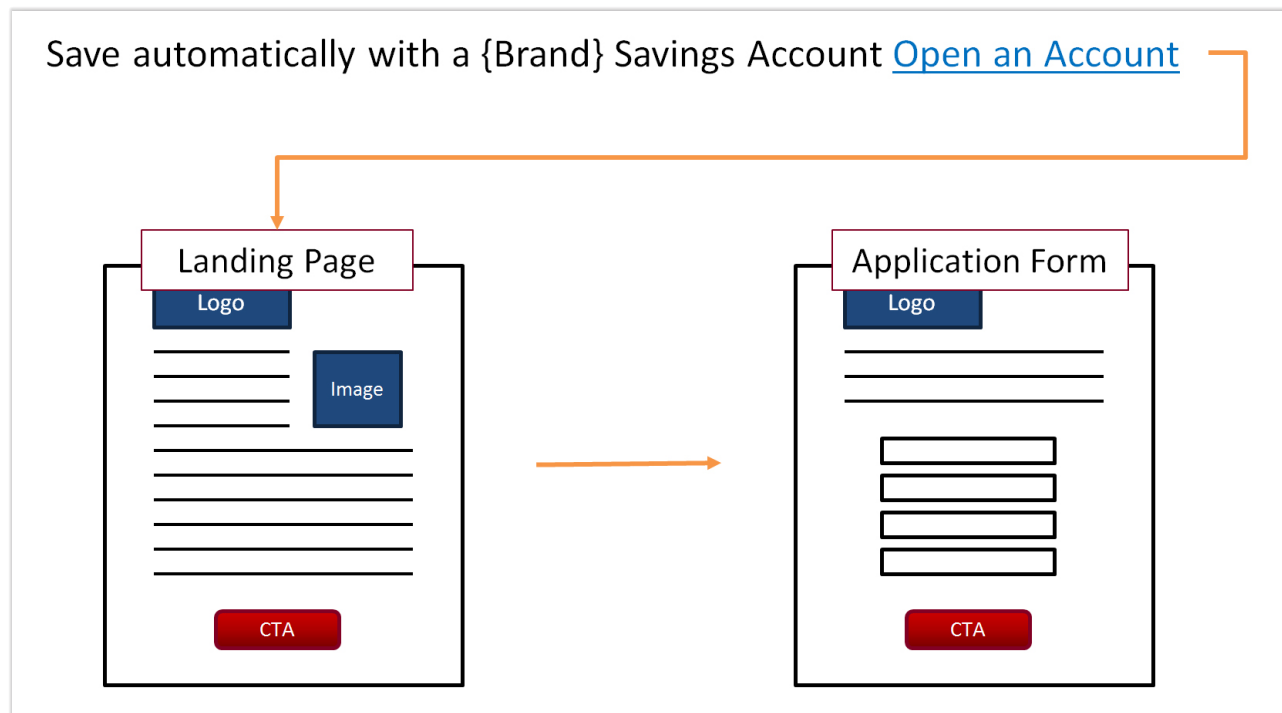 Save automatically with a {Brand} Savings Account Open an Account
Landing Page
Logo
Image
CTA
Application Form
Logo
CTA